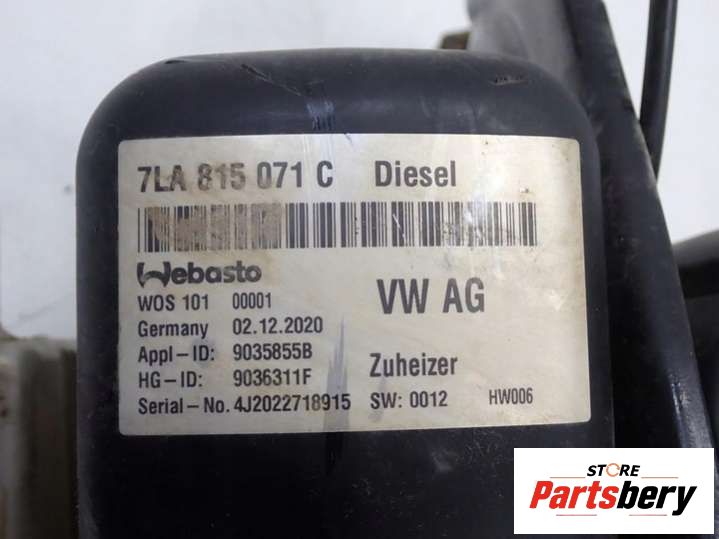 7LA 815 071 C Diesel
Webasto
WOS 101 00001 VW AG
Germany 02.12.2020
Appl-ID: 9035855B Zuheizer
HG-ID: 9036311F
Serial-No. 4J2022718915 SW: 0012 HW006
STORE
Partsbery